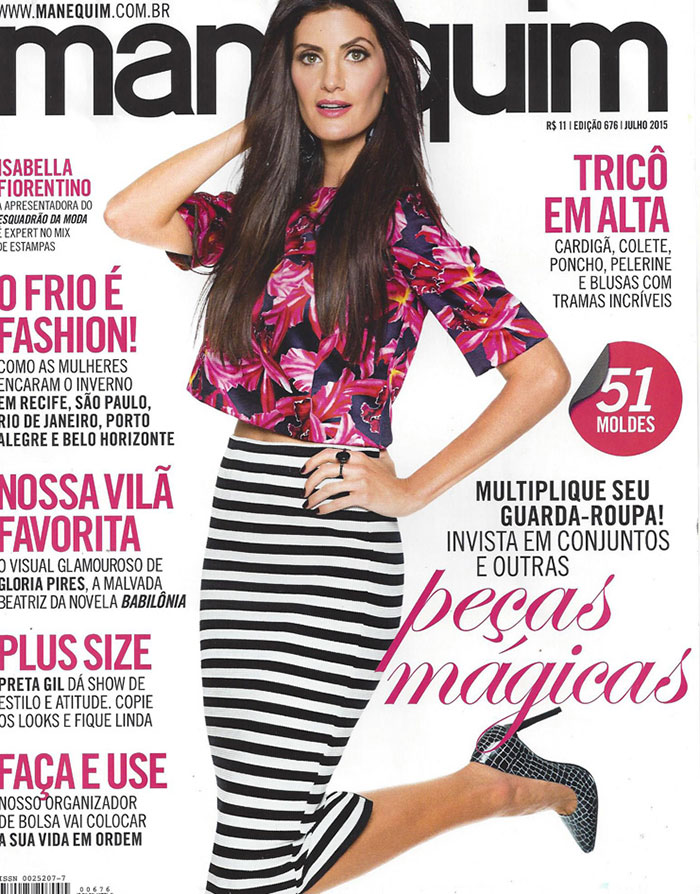 WWW.MANEQUIM.COM.BR
manequim
R$ 11 | EDIÇÃO 676 | JULHO 2015
ISABELLA
FIORENTINO
A APRESENTADORA DO
ESQUADRÃO DA MODA
É EXPERT NO MIX
DE ESTAMPAS
TRICÔ
EM ALTA
CARDIGÃ, COLETE,
PONCHO, PELERINE
E BLUSAS COM
TRAMAS INCRÍVEIS
O FRIO É
FASHION!
COMO AS MULHERES
ENCARAM O INVERNO
EM RECIFE, SÃO PAULO,
RIO DE JANEIRO, PORTO
ALEGRE E BELO HORIZONTE
51
MOLDES
NOSSA VILÃ
FAVORITA
O VISUAL GLAMOUROSO DE
GLORIA PIRES, A MALVADA
BEATRIZ DA NOVELA BABILÔNIA
MULTIPLIQUE SEU
GUARDA-ROUPA!
INVISTA EM CONJUNTOS
E OUTRAS
peças
mágicas
PLUS SIZE
PRETA GIL DÁ SHOW DE
ESTILO E ATITUDE. COPIE
OS LOOKS E FIQUE LINDA
FAÇA E USE
NOSSO ORGANIZADOR
DE BOLSA VAI COLOCAR
A SUA VIDA EM ORDEM
ISSN 0025207-7
00676